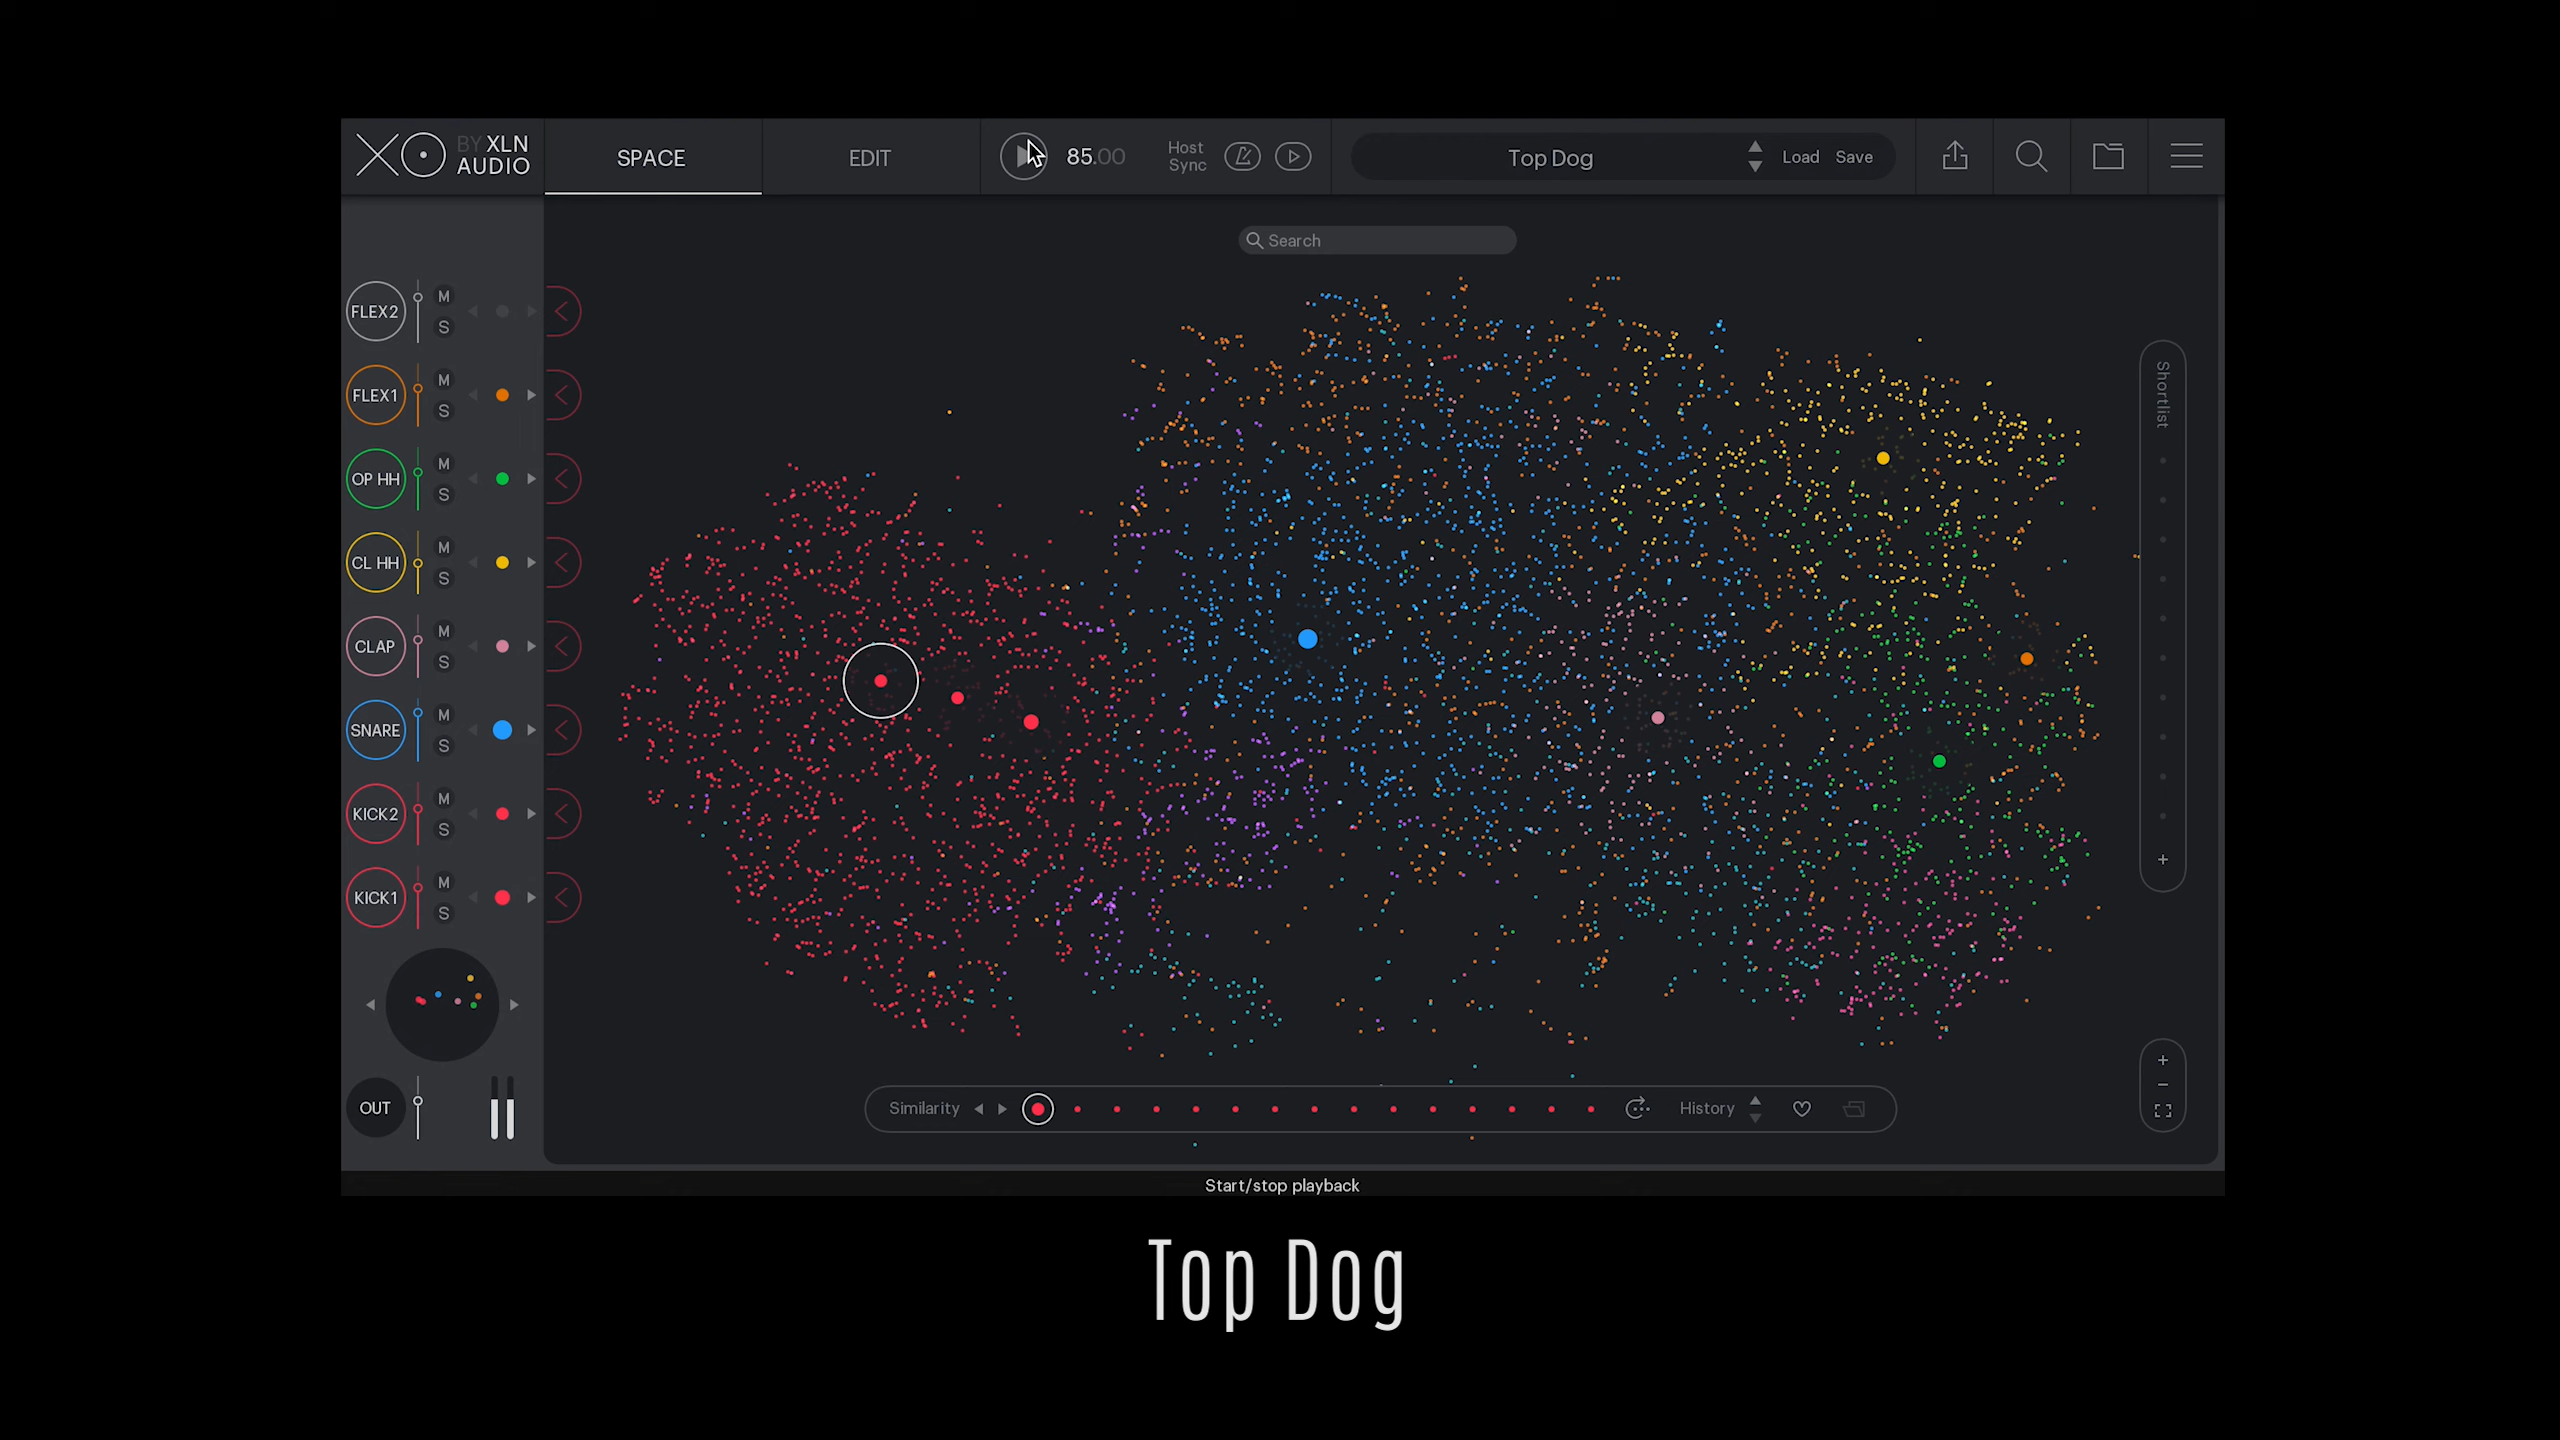 BY XLN
AUDIO
SPACE
EDIT
85.00
Host
Sync
Top Dog
Load
Save
Search
FLEX2
M
S
FLEX1
M
S
OP HH
M
S
CL HH
M
S
CLAP
M
S
SNARE
M
S
KICK2
M
S
KICK1
M
S
OUT
Shortlist
Similarity
History
Start/stop playback
Top Dog